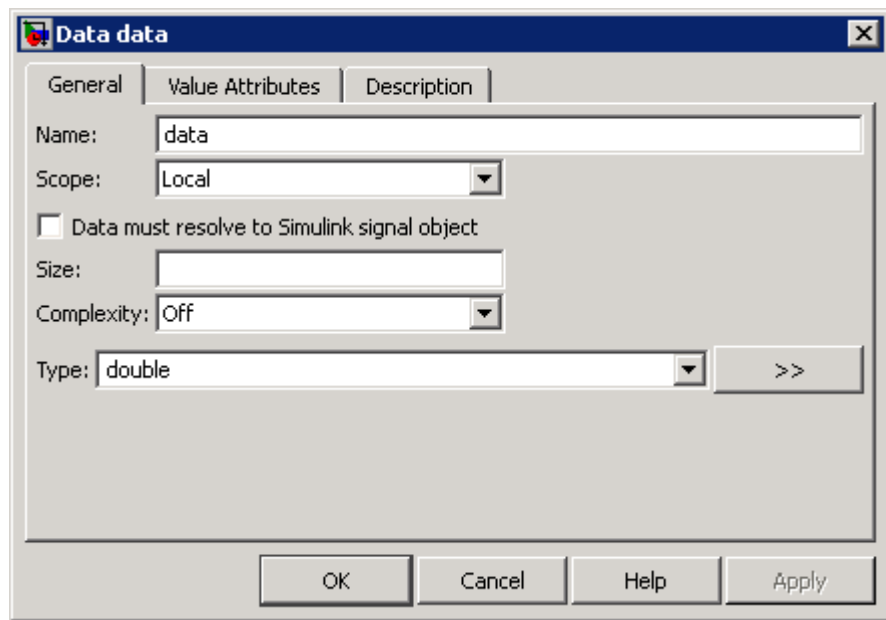 Data data
General Value Attributes Description
Name: data
Scope: Local
Data must resolve to Simulink signal object
Size:
Complexity: Off
Type: double >>
OK Cancel Help Apply